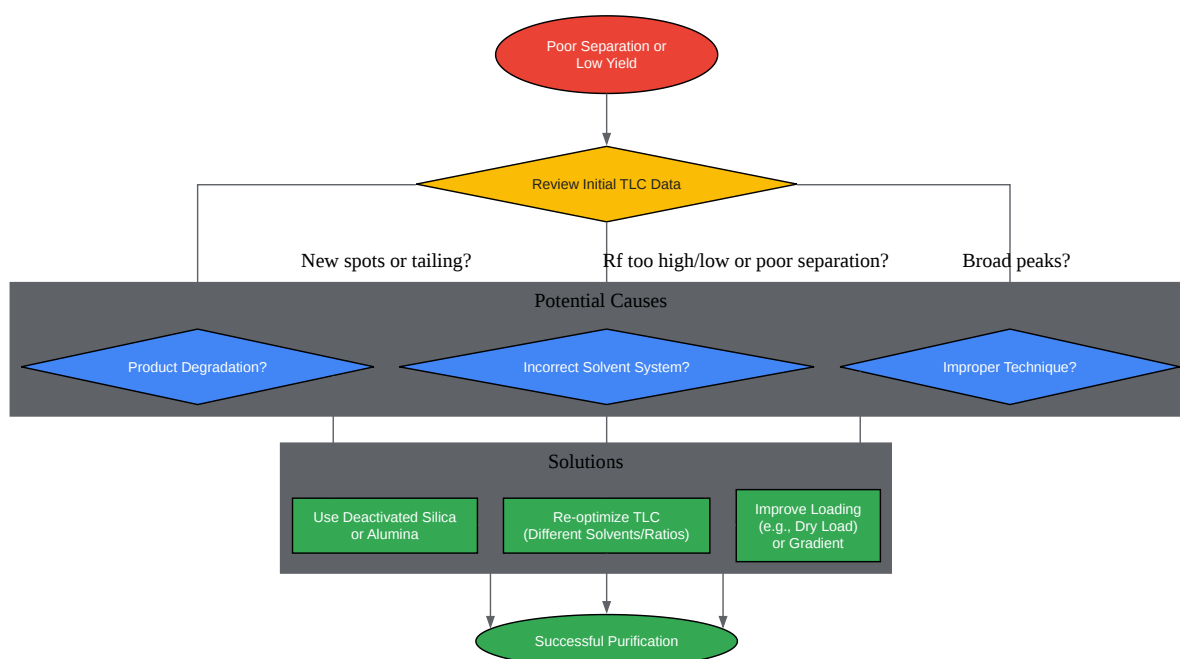 Poor Separation or
Low Yield
Review Initial TLC Data
New spots or tailing?
Rf too high/low or poor separation?
Broad peaks?
Potential Causes
Product Degradation?
Incorrect Solvent System?
Improper Technique?
Solutions
Use Deactivated Silica
or Alumina
Re-optimize TLC
(Different Solvents/Ratios)
Improve Loading
(e.g., Dry Load)
or Gradient
Successful Purification